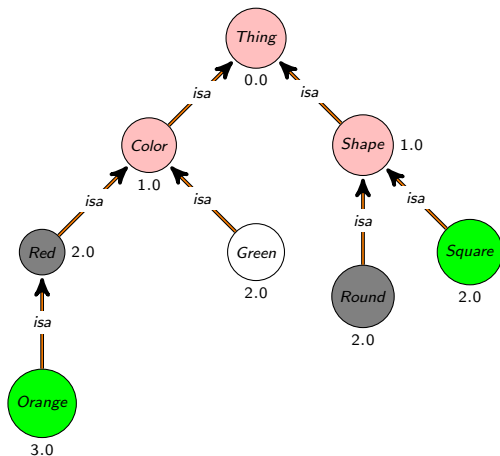 Thing
0.0
isa
isa
Color
1.0
Shape
1.0
isa
isa
isa
isa
Red
2.0
Green
2.0
Square
2.0
Round
2.0
isa
Orange
3.0